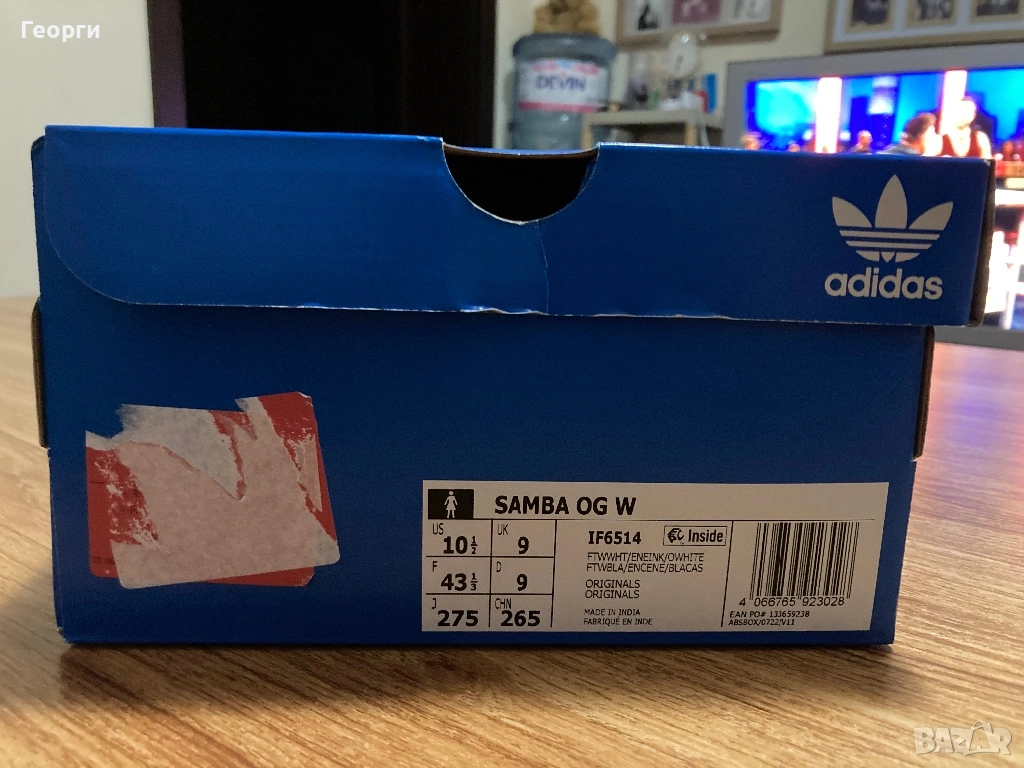 Георги
DEVIN
adidas
SAMBA OG W
US 10½ UK 9
F 43⅓ D 9
J 275 CHN 265
IF6514
Inside
FTWWHT/ENEINK/OWHITE
FTWBLA/ENCENE/BLACAS
ORIGINALS
ORIGINALS
MADE IN INDIA
FABRIQUÉ EN INDE
4 066765 923028
EAN PO# 133659238
ABSBOX/0722/V11
BAZAR